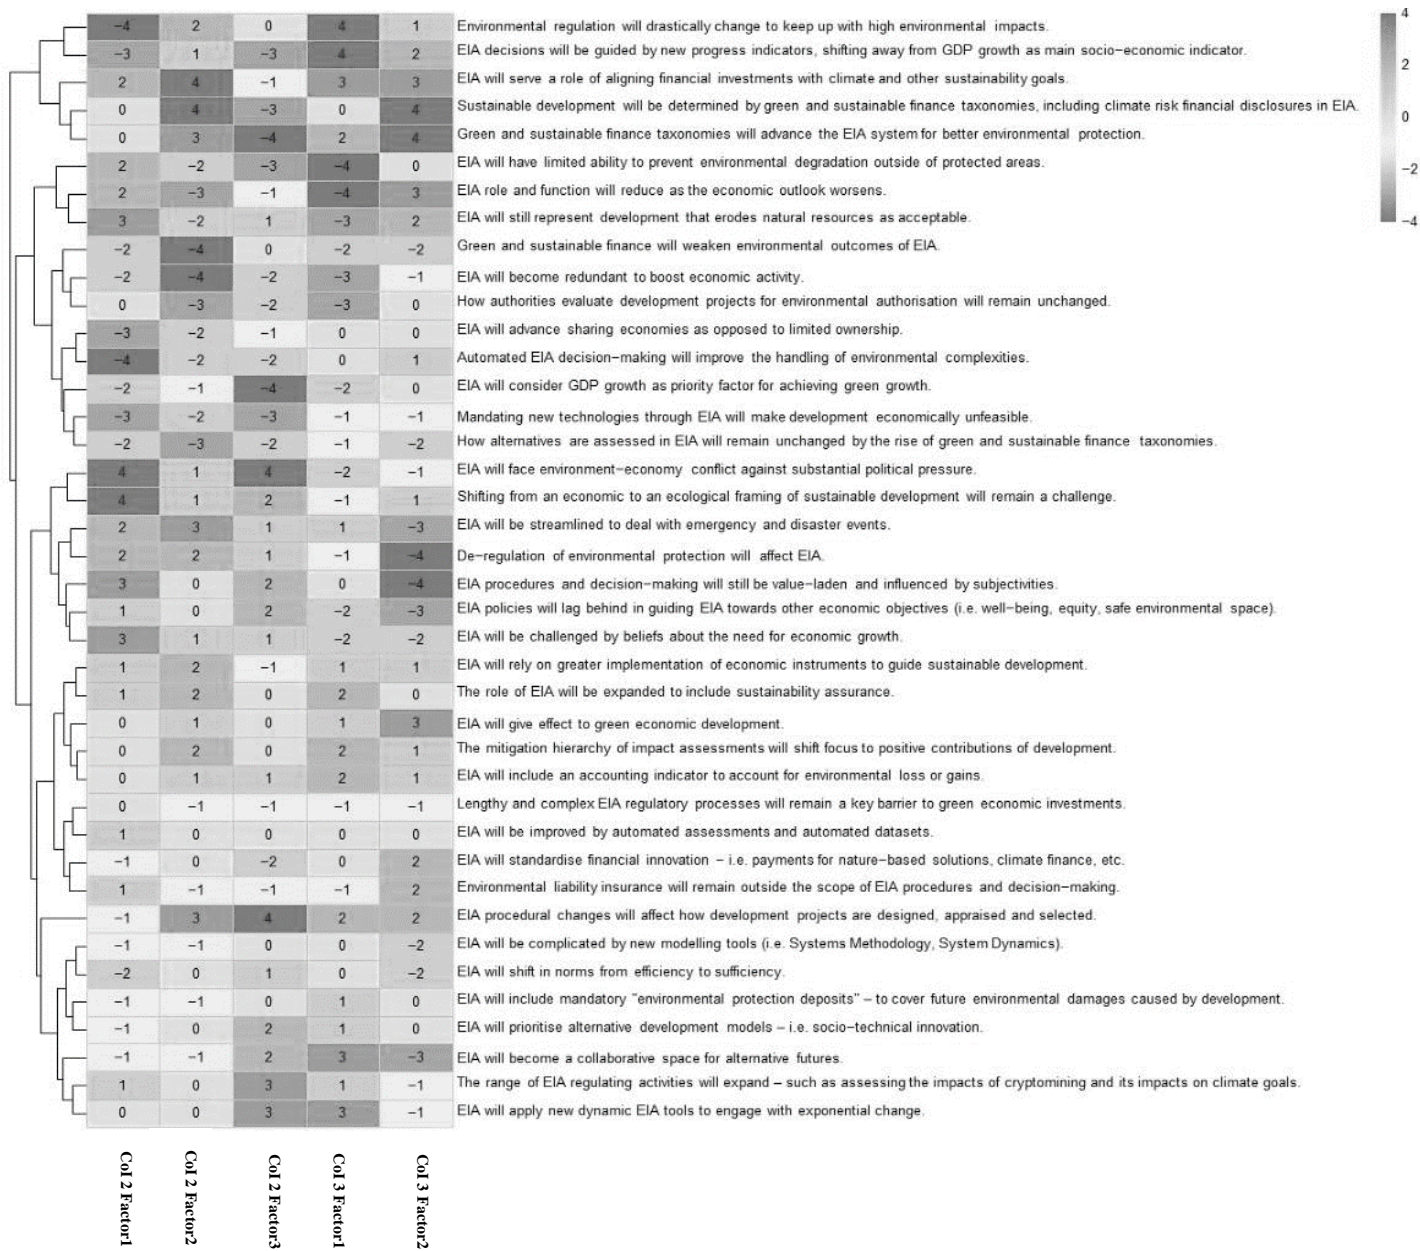 −4 2 0 4 1 Environmental regulation will drastically change to keep up with high environmental impacts. 4
−3 1 −3 4 2 EIA decisions will be guided by new progress indicators, shifting away from GDP growth as main socio−economic indicator. 2
2 4 −1 3 3 EIA will serve a role of aligning financial investments with climate and other sustainability goals.
0 4 −3 0 4 Sustainable development will be determined by green and sustainable finance taxonomies, including climate risk financial disclosures in EIA. 0
0 3 −4 2 4 Green and sustainable finance taxonomies will advance the EIA system for better environmental protection.
2 −2 −3 −4 0 EIA will have limited ability to prevent environmental degradation outside of protected areas. −2
2 −3 −1 −4 3 EIA role and function will reduce as the economic outlook worsens.
3 −2 1 −3 2 EIA will still represent development that erodes natural resources as acceptable. −4
−2 −4 0 −2 −2 Green and sustainable finance will weaken environmental outcomes of EIA.
−2 −4 −2 −3 −1 EIA will become redundant to boost economic activity.
0 −3 −2 −3 0 How authorities evaluate development projects for environmental authorisation will remain unchanged.
−3 −2 −1 0 0 EIA will advance sharing economies as opposed to limited ownership.
−4 −2 −2 0 1 Automated EIA decision−making will improve the handling of environmental complexities.
−2 −1 −4 −2 0 EIA will consider GDP growth as priority factor for achieving green growth.
−3 −2 −3 −1 −1 Mandating new technologies through EIA will make development economically unfeasible.
−2 −3 −2 −1 −2 How alternatives are assessed in EIA will remain unchanged by the rise of green and sustainable finance taxonomies.
4 1 4 −2 −1 EIA will face environment−economy conflict against substantial political pressure.
4 1 2 −1 1 Shifting from an economic to an ecological framing of sustainable development will remain a challenge.
2 3 1 1 −3 EIA will be streamlined to deal with emergency and disaster events.
2 2 1 −1 −4 De−regulation of environmental protection will affect EIA.
3 0 2 0 −4 EIA procedures and decision−making will still be value−laden and influenced by subjectivities.
1 0 2 −2 −3 EIA policies will lag behind in guiding EIA towards other economic objectives (i.e. well−being, equity, safe environmental space).
3 1 1 −2 −2 EIA will be challenged by beliefs about the need for economic growth.
1 2 −1 1 1 EIA will rely on greater implementation of economic instruments to guide sustainable development.
1 2 0 2 0 The role of EIA will be expanded to include sustainability assurance.
0 1 0 1 3 EIA will give effect to green economic development.
0 2 0 2 1 The mitigation hierarchy of impact assessments will shift focus to positive contributions of development.
0 1 1 2 1 EIA will include an accounting indicator to account for environmental loss or gains.
0 −1 −1 −1 −1 Lengthy and complex EIA regulatory processes will remain a key barrier to green economic investments.
1 0 0 0 0 EIA will be improved by automated assessments and automated datasets.
−1 0 −2 0 2 EIA will standardise financial innovation − i.e. payments for nature−based solutions, climate finance, etc.
1 −1 −1 −1 2 Environmental liability insurance will remain outside the scope of EIA procedures and decision−making.
−1 3 4 2 2 EIA procedural changes will affect how development projects are designed, appraised and selected.
−1 −1 0 0 −2 EIA will be complicated by new modelling tools (i.e. Systems Methodology, System Dynamics).
−2 0 1 0 −2 EIA will shift in norms from efficiency to sufficiency.
−1 −1 0 1 0 EIA will include mandatory "environmental protection deposits" – to cover future environmental damages caused by development.
−1 0 2 1 0 EIA will prioritise alternative development models – i.e. socio−technical innovation.
−1 −1 2 3 −3 EIA will become a collaborative space for alternative futures.
1 0 3 1 −1 The range of EIA regulating activities will expand – such as assessing the impacts of cryptomining and its impacts on climate goals.
0 0 3 3 −1 EIA will apply new dynamic EIA tools to engage with exponential change.
CoI 2 Factor1
CoI 2 Factor2
CoI 2 Factor3
CoI 3 Factor1
CoI 3 Factor2